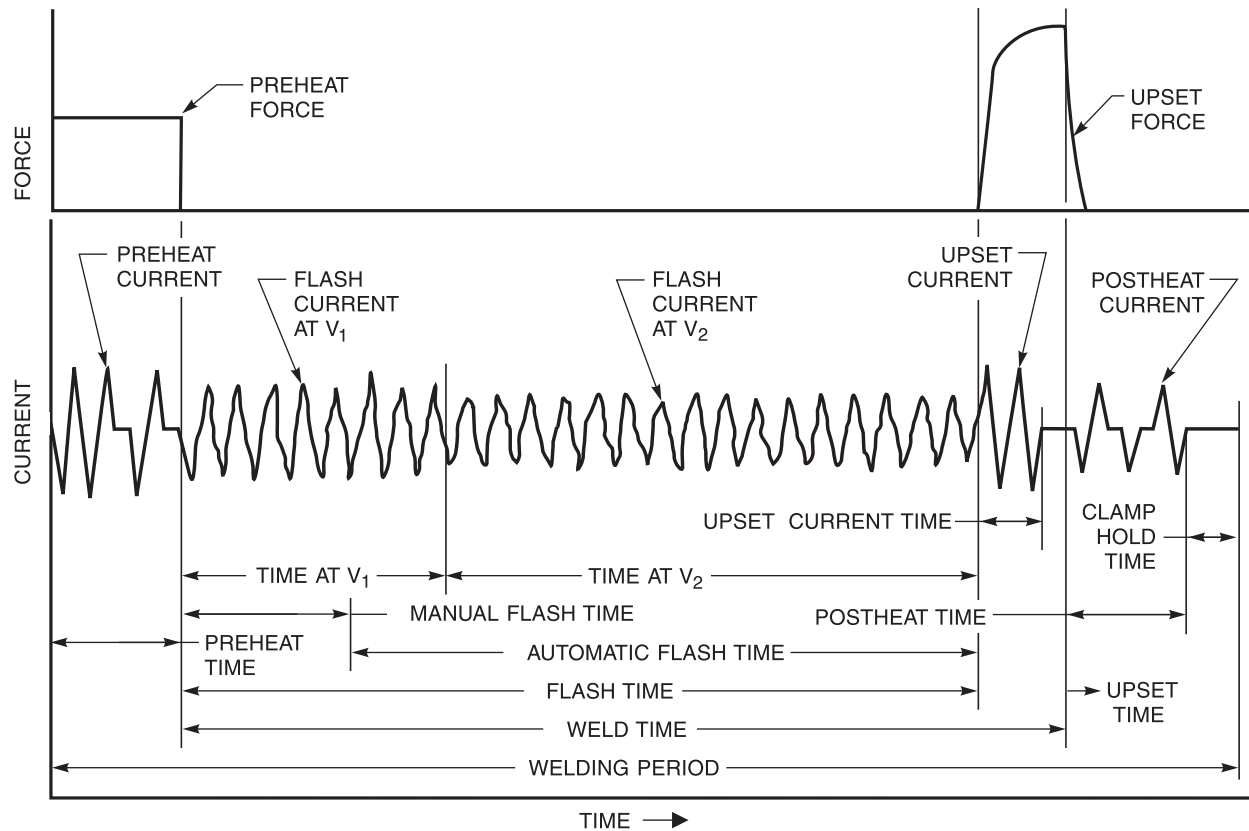 FORCE
PREHEAT
FORCE
UPSET
FORCE
CURRENT
PREHEAT
CURRENT
FLASH
CURRENT
AT V1
FLASH
CURRENT
AT V2
UPSET
CURRENT
POSTHEAT
CURRENT
UPSET CURRENT TIME
CLAMP
HOLD
TIME
TIME AT V1
TIME AT V2
MANUAL FLASH TIME
POSTHEAT TIME
PREHEAT
TIME
AUTOMATIC FLASH TIME
FLASH TIME
UPSET
TIME
WELD TIME
WELDING PERIOD
TIME